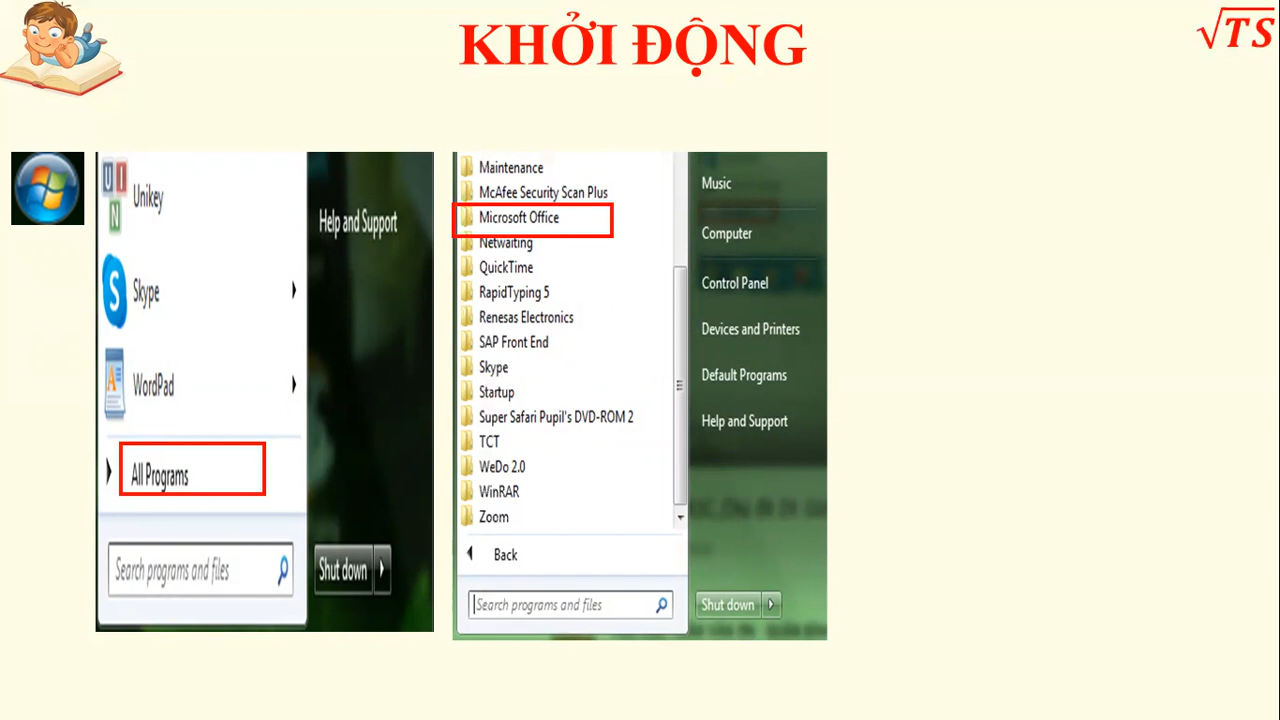 KHỞI ĐỘNG
√TS
UIN
Unikey
Help and Support
S
Skype
A
WordPad
All Programs
Search programs and files
Shut down
Maintenance
McAfee Security Scan Plus
Microsoft Office
Netwaiting
QuickTime
RapidTyping 5
Renesas Electronics
SAP Front End
Skype
Startup
Super Safari Pupil's DVD-ROM 2
TCT
WeDo 2.0
WinRAR
Zoom
Back
Search programs and files
Music
Computer
Control Panel
Devices and Printers
Default Programs
Help and Support
Shut down